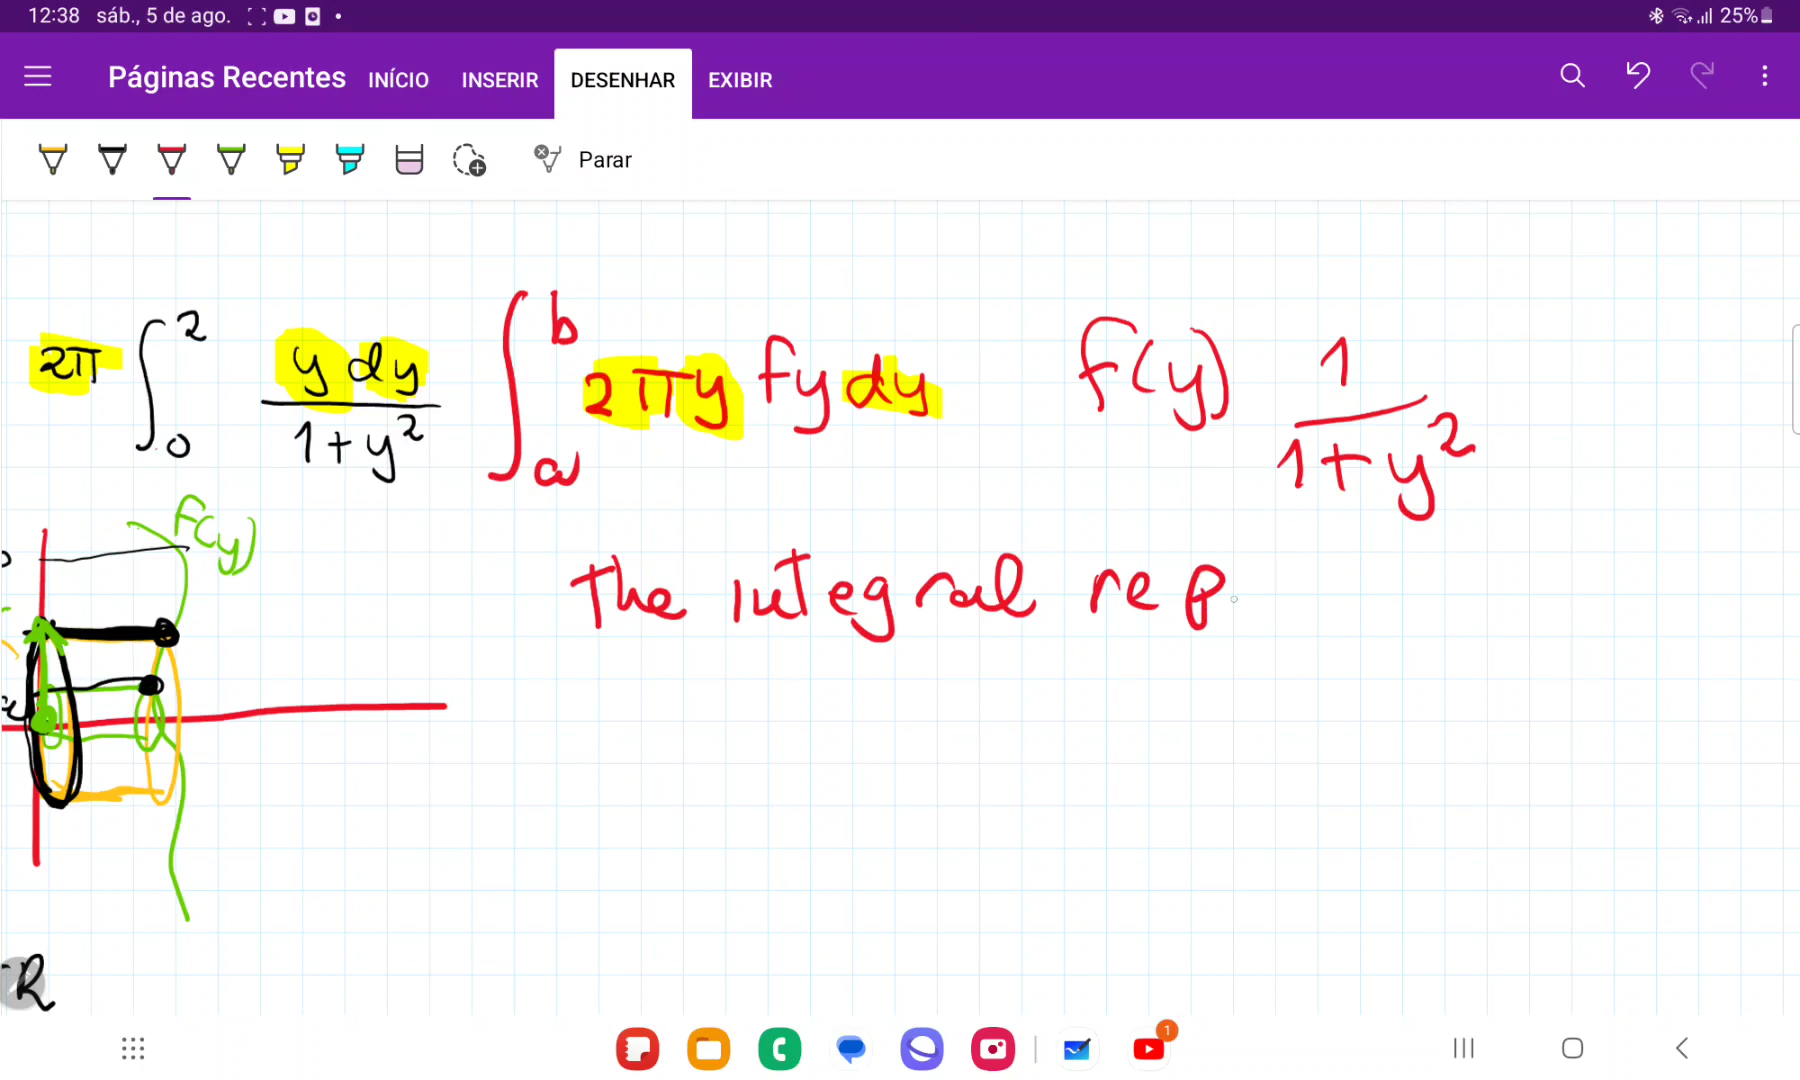 12:38 sáb., 5 de ago. 25%
Páginas Recentes INÍCIO INSERIR DESENHAR EXIBIR
Parar
2π ∫₀² y dy / 1 + y²
∫ₐᵇ 2πy fy dy
f(y) 1 / 1 + y²
f(y)
the integral rep
R
1